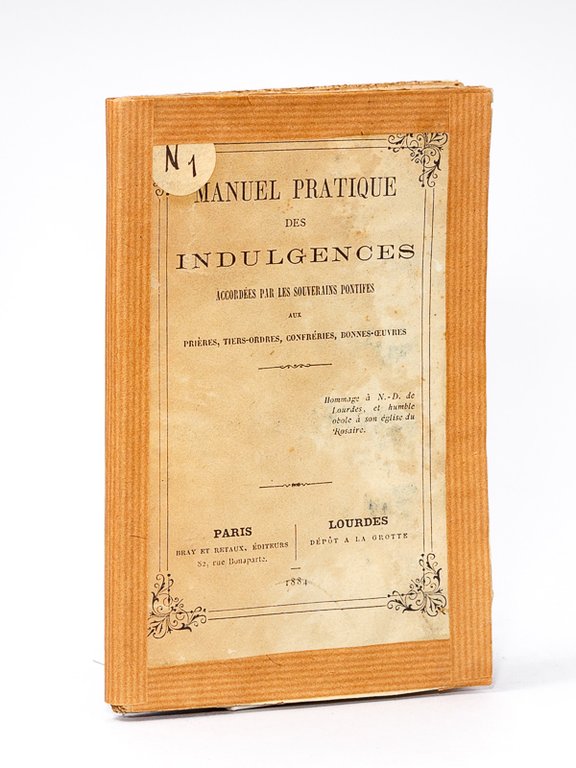 N 1
MANUEL PRATIQUE
DES
INDULGENCES
ACCORDÉES PAR LES SOUVERAINS PONTIFES
AUX
PRIÈRES, TIERS-ORDRES, CONFRÉRIES, BONNES-ŒUVRES
Hommage à N.-D. de
Lourdes, et humble
obole à son église du
Rosaire.
PARIS
BRAY ET RETAUX, ÉDITEURS
82, rue Bonaparte.
LOURDES
DÉPÔT A LA GROTTE
1884